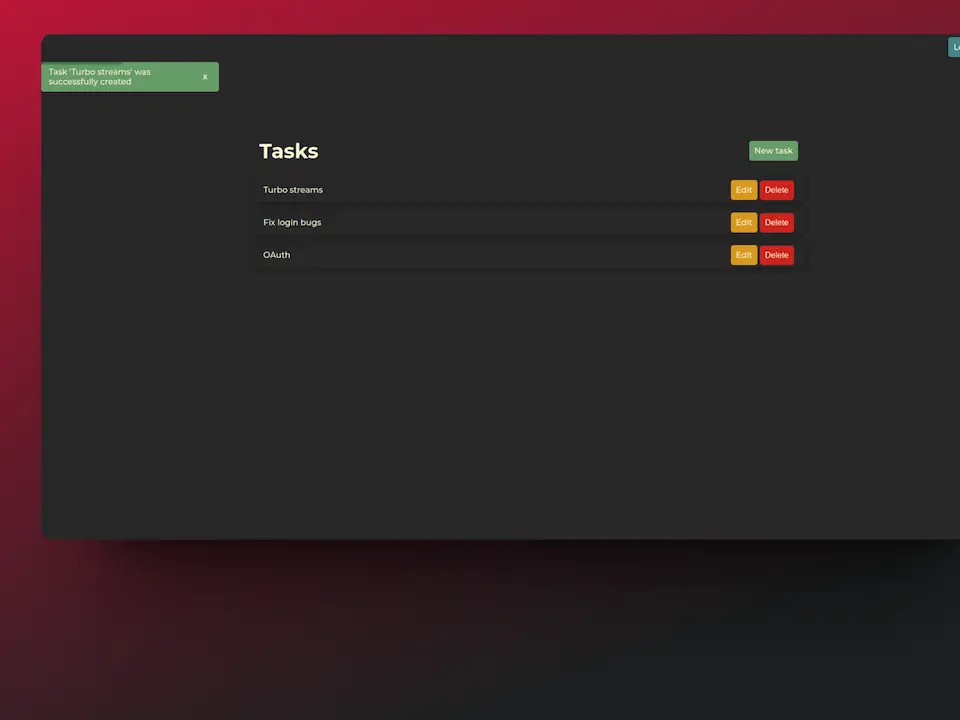 Task 'Turbo streams' was
successfully created
x
Tasks
New task
Turbo streams
Edit
Delete
Fix login bugs
Edit
Delete
OAuth
Edit
Delete